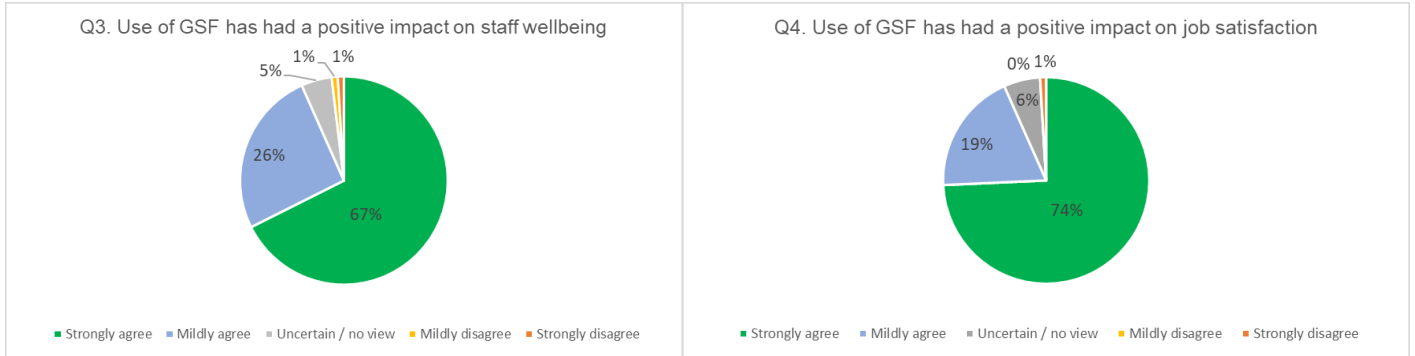 Q3. Use of GSF has had a positive impact on staff wellbeing
1% 1%
5%
26%
67%
Strongly agree Mildly agree Uncertain / no view Mildly disagree Strongly disagree
Q4. Use of GSF has had a positive impact on job satisfaction
0% 1%
6%
19%
74%
Strongly agree Mildly agree Uncertain / no view Mildly disagree Strongly disagree